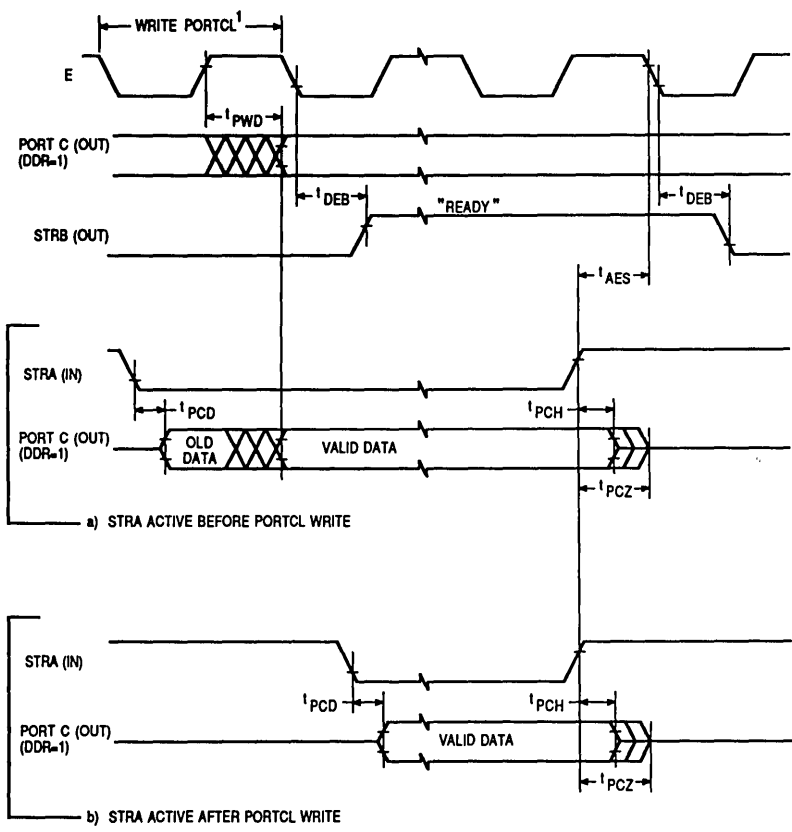 WRITE PORTCL¹
E
t PWD
PORT C (OUT)
(DDR=1)
t DEB
"READY"
t DEB
STRB (OUT)
t AES
STRA (IN)
t PCD
t PCH
PORT C (OUT)
(DDR=1)
OLD
DATA
VALID DATA
t PCZ
a) STRA ACTIVE BEFORE PORTCL WRITE
STRA (IN)
t PCD
t PCH
PORT C (OUT)
(DDR=1)
VALID DATA
t PCZ
b) STRA ACTIVE AFTER PORTCL WRITE